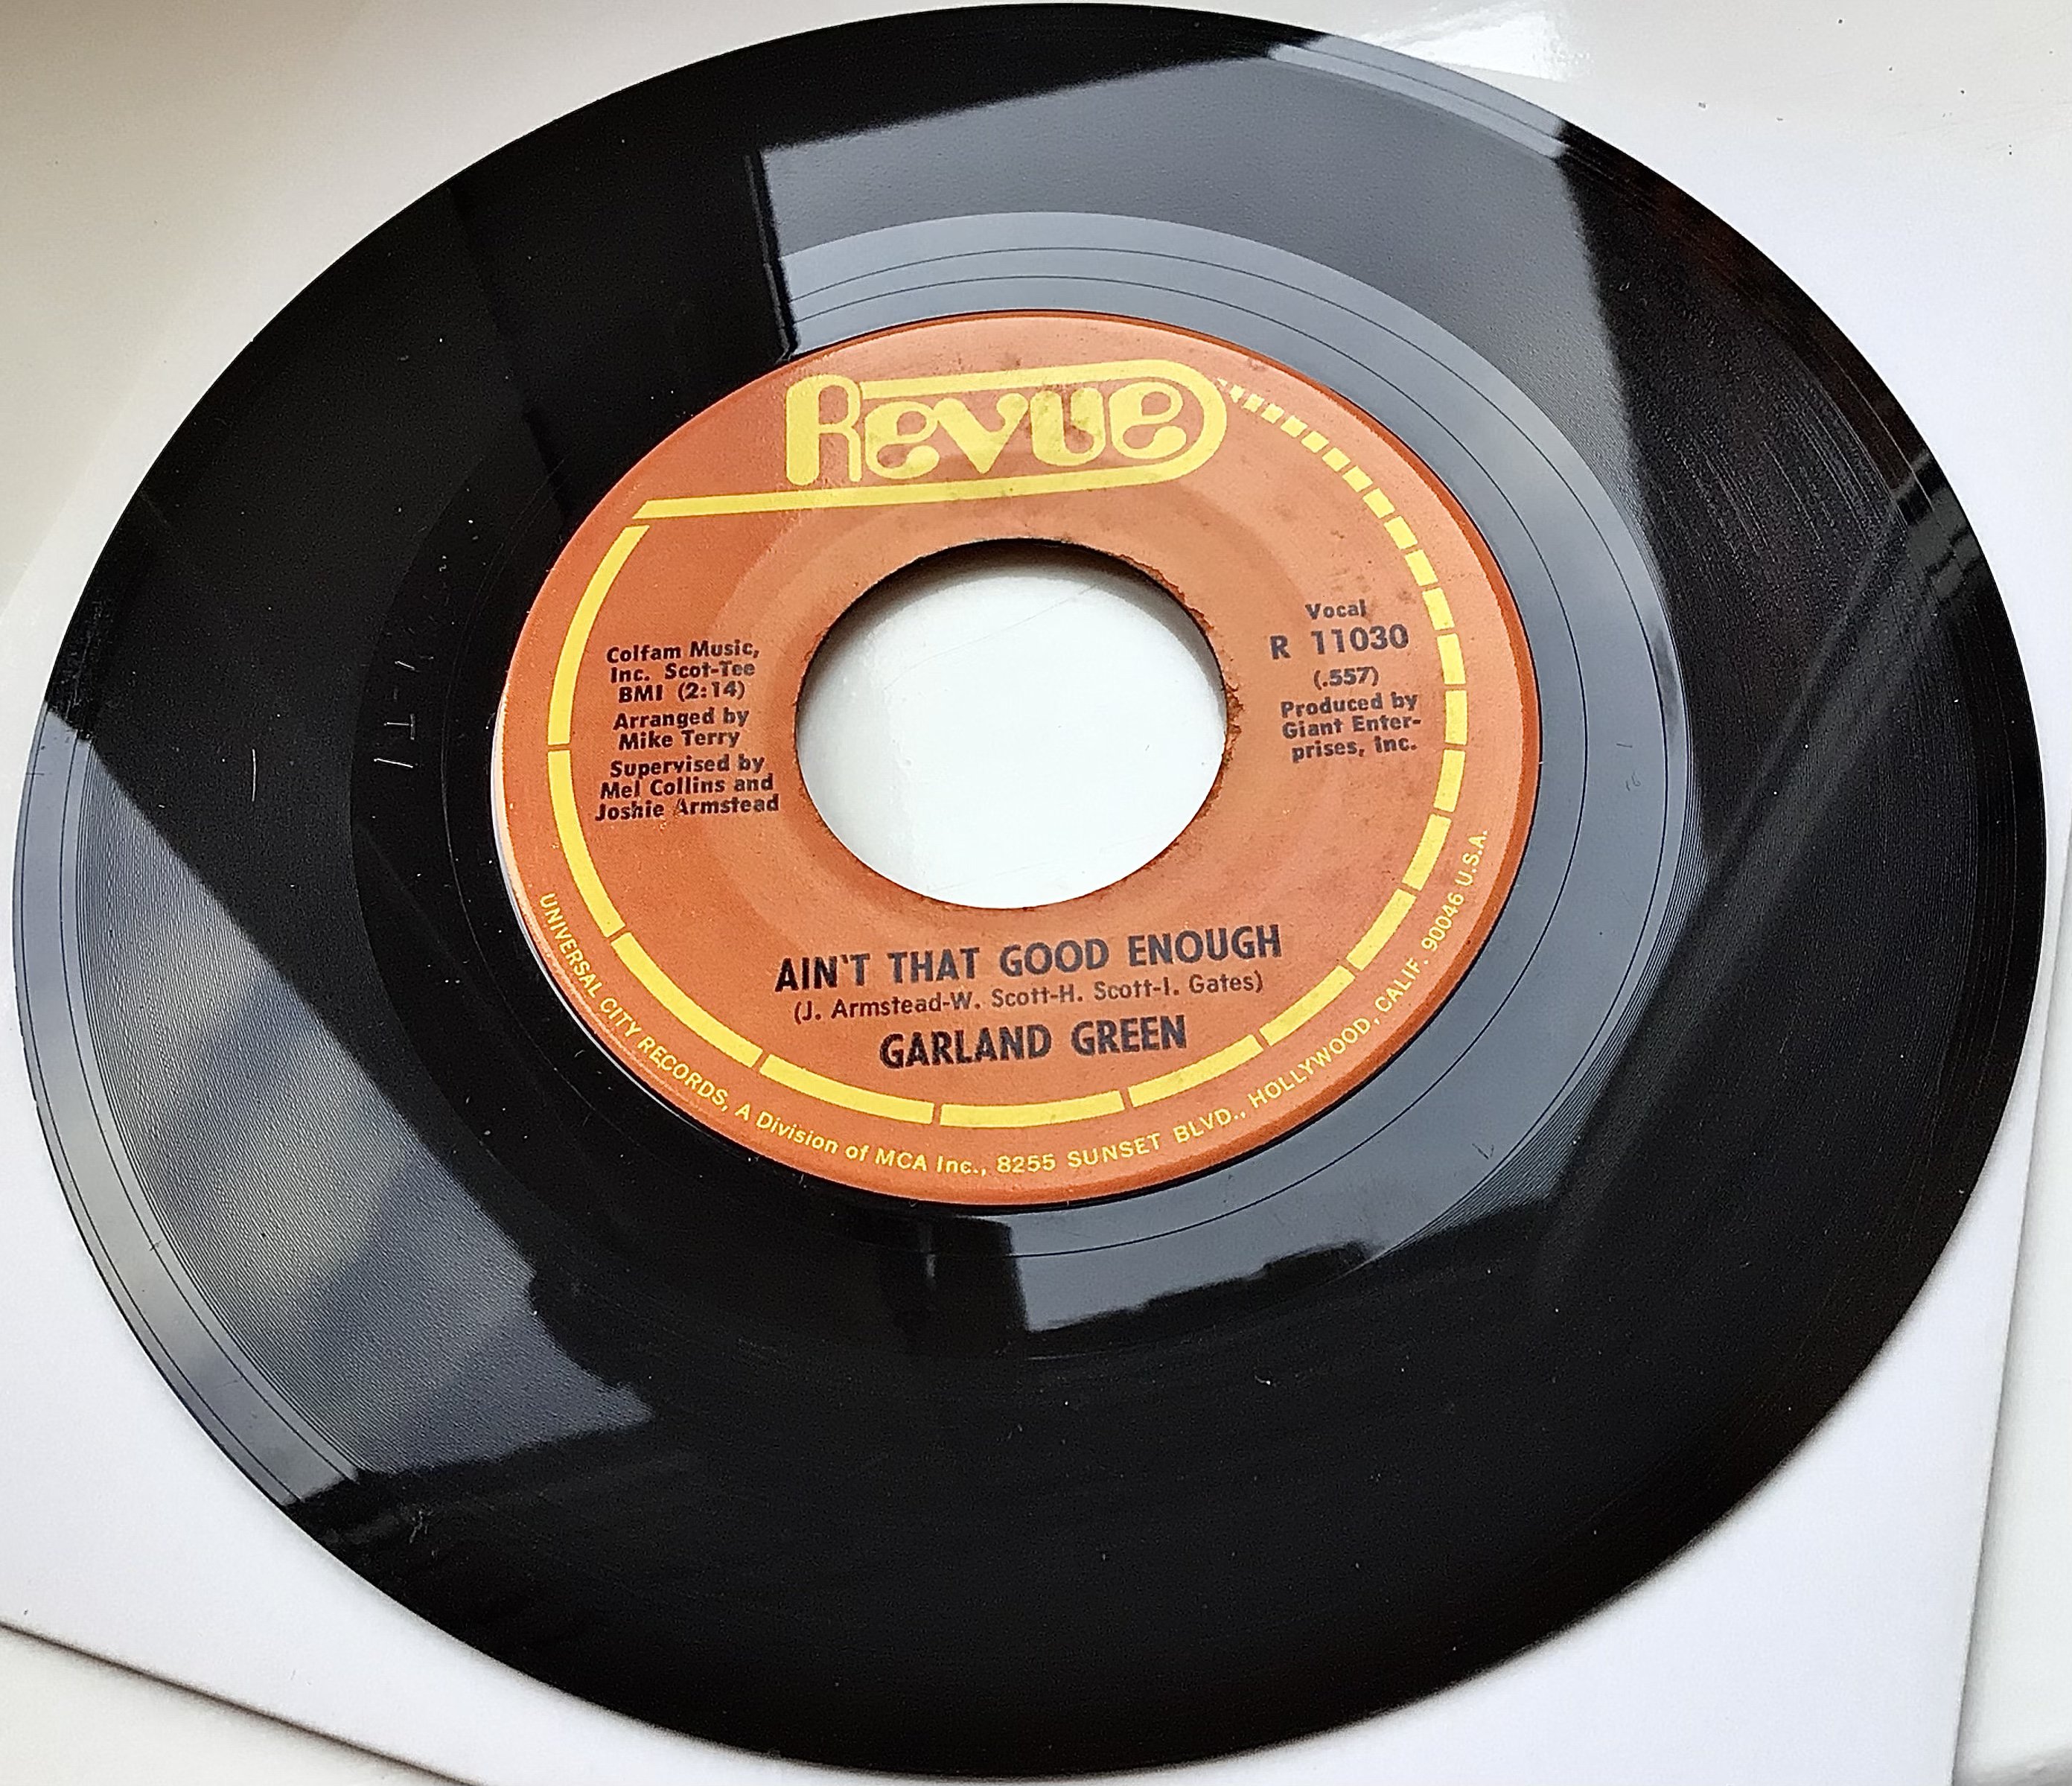 Revue
Colfam Music,
Inc. Scot-Tee
BMI (2:14)
Arranged by
Mike Terry
Supervised by
Mel Collins and
Joshie Armstead
Vocal
R 11030
(.557)
Produced by
Giant Enter-
prises, Inc.
AIN'T THAT GOOD ENOUGH
(J. Armstead-W. Scott-H. Scott-I. Gates)
GARLAND GREEN
UNIVERSAL CITY RECORDS, A Division of MCA Inc., 8255 SUNSET BLVD., HOLLYWOOD, CALIF. 90046 U.S.A.